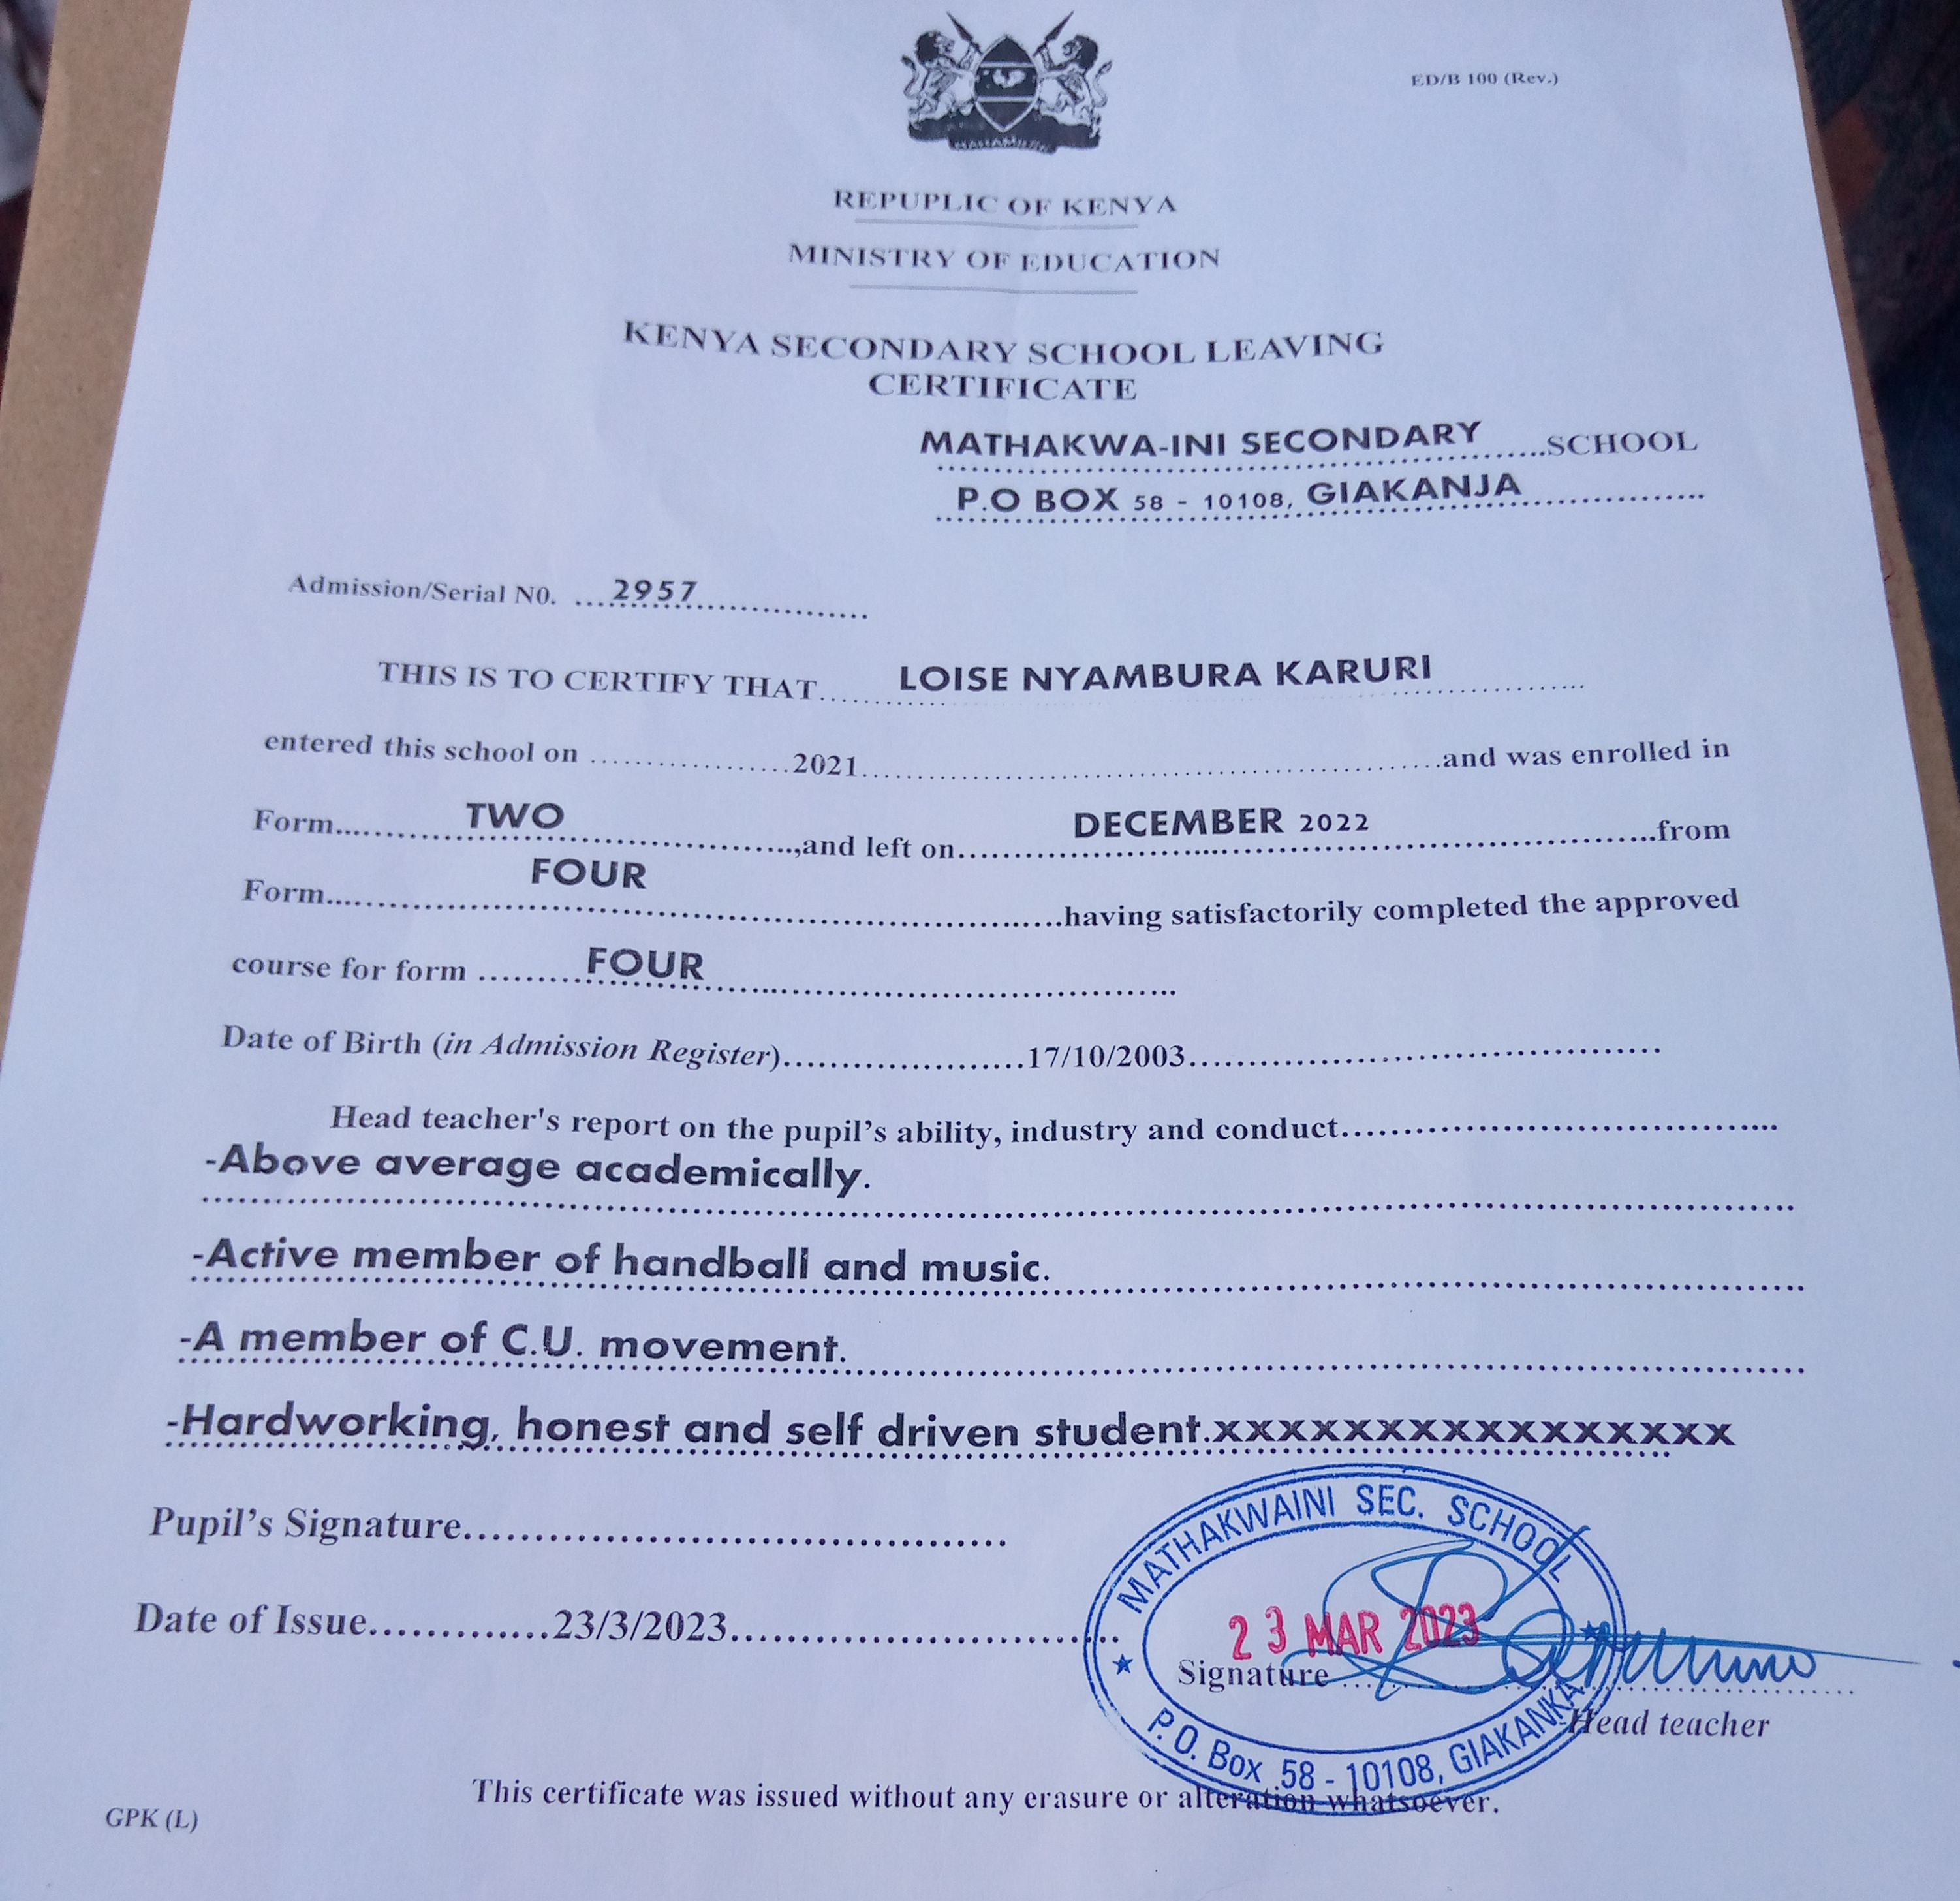 HARAMBEE
ED/B 100 (Rev.)
REPUPLIC OF KENYA
MINISTRY OF EDUCATION
KENYA SECONDARY SCHOOL LEAVING
CERTIFICATE
MATHAKWA-INI SECONDARY .....SCHOOL
P.O BOX 58 - 10108, GIAKANJA
Admission/Serial N0. ...2957
THIS IS TO CERTIFY THAT..... LOISE NYAMBURA KARURI
entered this school on ..................2021......................................................and was enrolled in
Form..... TWO ..........,and left on..... DECEMBER 2022 ..........from
Form..... FOUR ..........having satisfactorily completed the approved
course for form ......... FOUR ..........
Date of Birth (in Admission Register)......................17/10/2003..........................................
Head teacher's report on the pupil's ability, industry and conduct.....................................
-Above average academically.
-Active member of handball and music.
-A member of C.U. movement.
-Hardworking, honest and self driven student.xxxxxxxxxxxxxxxxx
Pupil's Signature..........................................
Date of Issue.............23/3/2023..............................
MATHAKWAINI SEC. SCHOOL
23 MAR 2023
Signature ..........
P.O. Box 58 - 10108, GIAKANKA
Head teacher
This certificate was issued without any erasure or alteration whatsoever.
GPK (L)